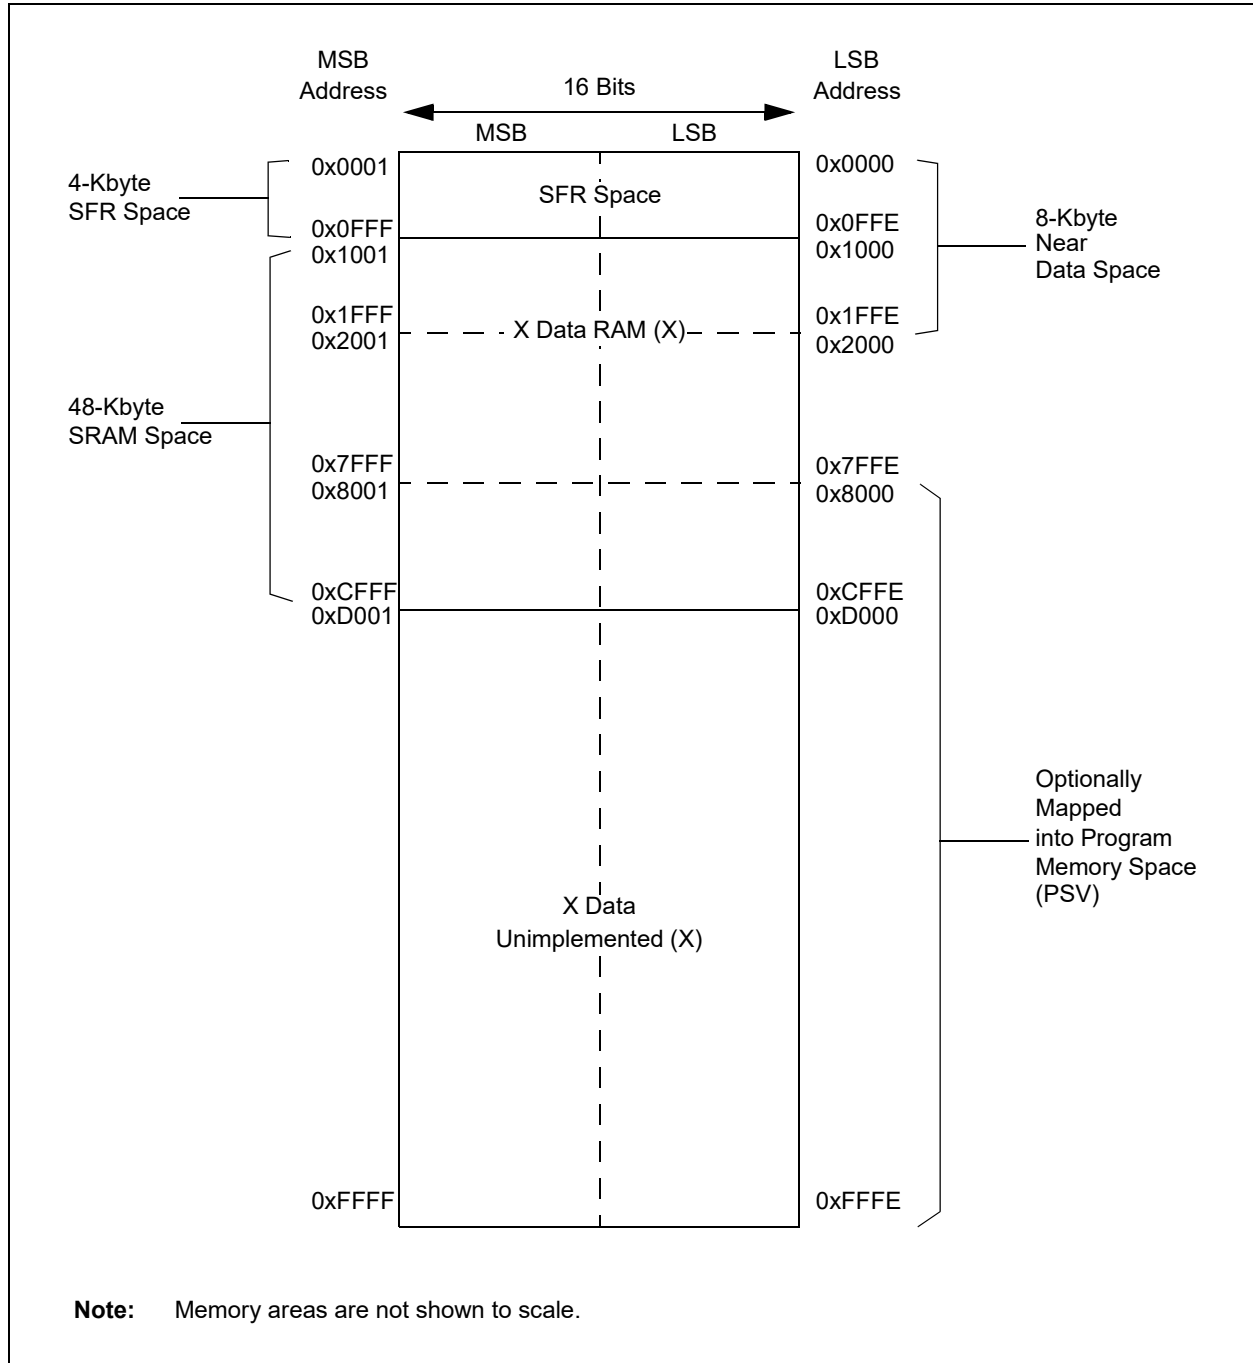 MSB
Address
16 Bits
LSB
Address
MSB
LSB
0x0001
0x0000
4-Kbyte
SFR Space
SFR Space
0x0FFF
0x0FFE
0x1001
0x1000
8-Kbyte
Near
Data Space
0x1FFF
0x1FFE
X Data RAM (X)
0x2001
0x2000
48-Kbyte
SRAM Space
0x7FFF
0x7FFE
0x8001
0x8000
0xCFFF
0xCFFE
0xD001
0xD000
Optionally
Mapped
into Program
Memory Space
(PSV)
X Data
Unimplemented (X)
0xFFFF
0xFFFE
Note: Memory areas are not shown to scale.